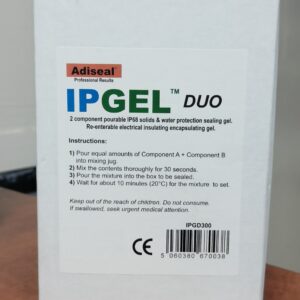 Adiseal™
Professional Results
IPGEL™ DUO
2 component pourable IP68 solids & water protection sealing gel.
Re-enterable electrical insulating encapsulating gel.
Instructions:
1) Pour equal amounts of Component A + Component B
into mixing jug.
2) Mix the contents thoroughly for 30 seconds.
3) Pour the mixture into the box to be sealed.
4) Wait for about 10 minutes (20°C) for the mixture to set.
Keep out of the reach of children. Do not consume.
If swallowed, seek urgent medical attention.
CE
IPGD300
5 060380 670038